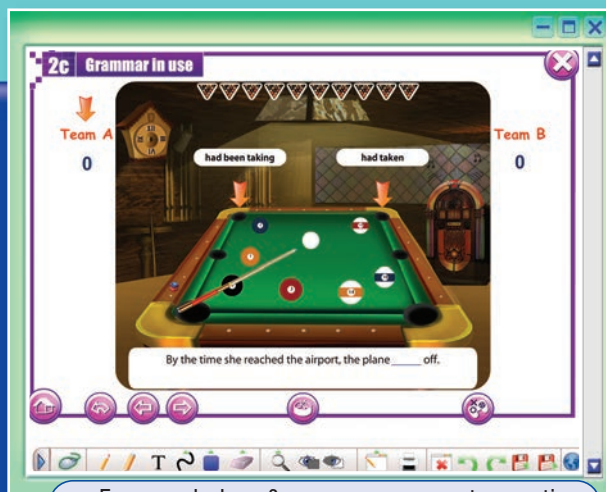 2c Grammar in use
Team A
0
Team B
0
had been taking
had taken
By the time she reached the airport, the plane _____ off.
T